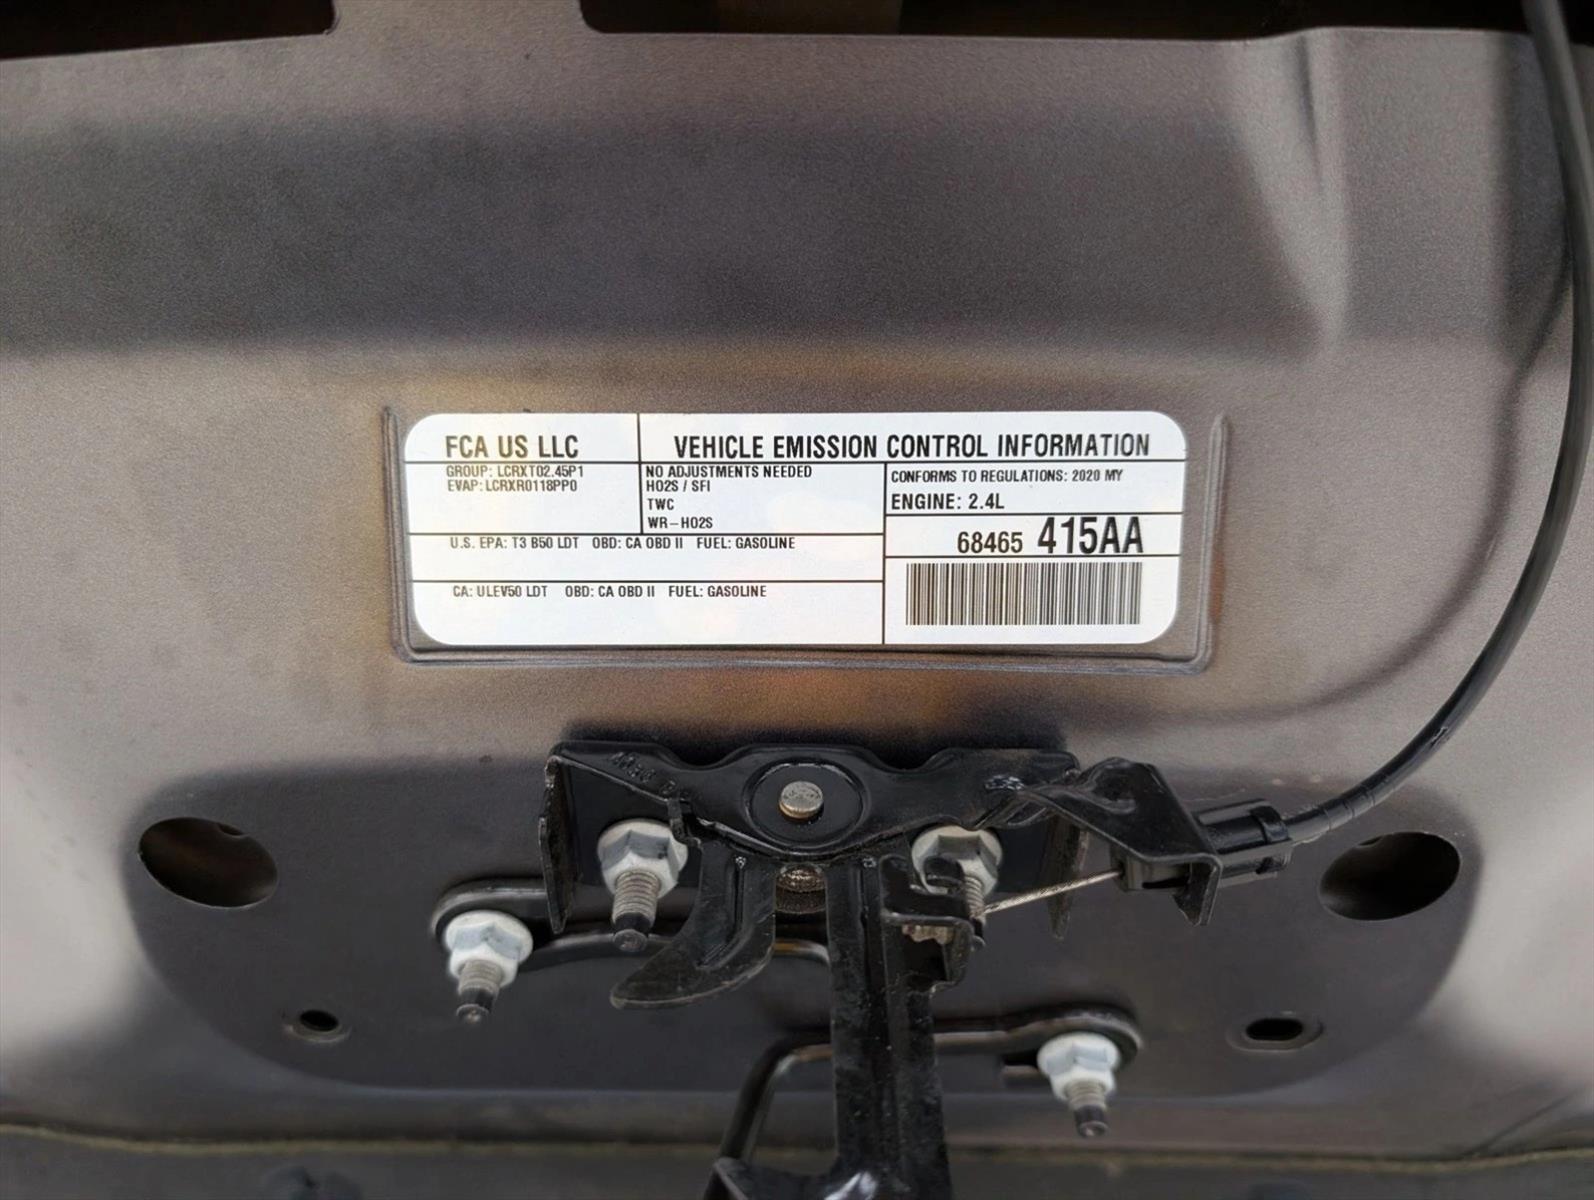 FCA US LLC
VEHICLE EMISSION CONTROL INFORMATION
GROUP: LCRXT02.45P1
EVAP: LCRXR0118PP0
NO ADJUSTMENTS NEEDED
HO2S / SFI
TWC
WR-HO2S
CONFORMS TO REGULATIONS: 2020 MY
ENGINE: 2.4L
U.S. EPA: T3 B50 LDT OBD: CA OBD II FUEL: GASOLINE
68465 415AA
CA: ULEV50 LDT OBD: CA OBD II FUEL: GASOLINE